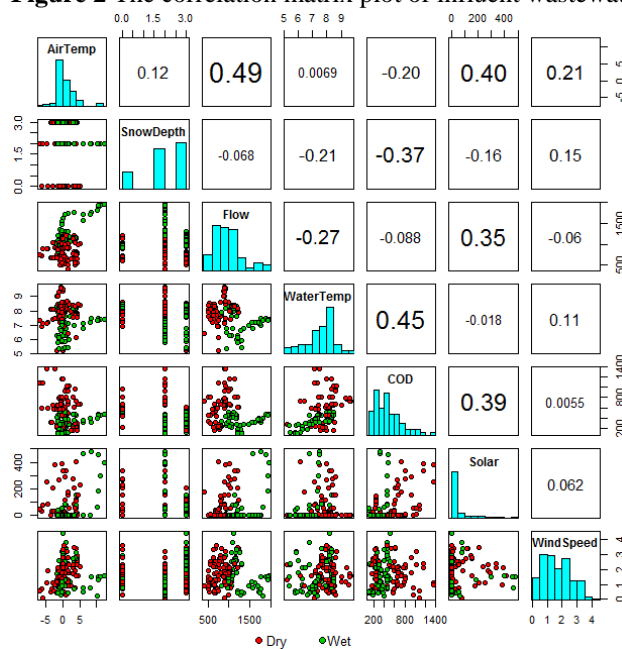 Figure 2 The correlation matrix plot of influent wastewa
0.0 1.5 3.0 5 6 7 8 9 0 200 400
AirTemp 0.12 0.49 0.0069 -0.20 0.40 0.21
-5 0 5
0.0 1.5 3.0
SnowDepth -0.068 -0.21 -0.37 -0.16 0.15
Flow -0.27 -0.088 0.35 -0.06
500 1500
5 6 7 8 9
WaterTemp 0.45 -0.018 0.11
COD 0.39 0.0055
200 800 1400
0 200 400
Solar 0.062
WindSpeed
0 1 2 3 4
-5 0 5 500 1500 200 800 1400 0 1 2 3 4
Dry Wet